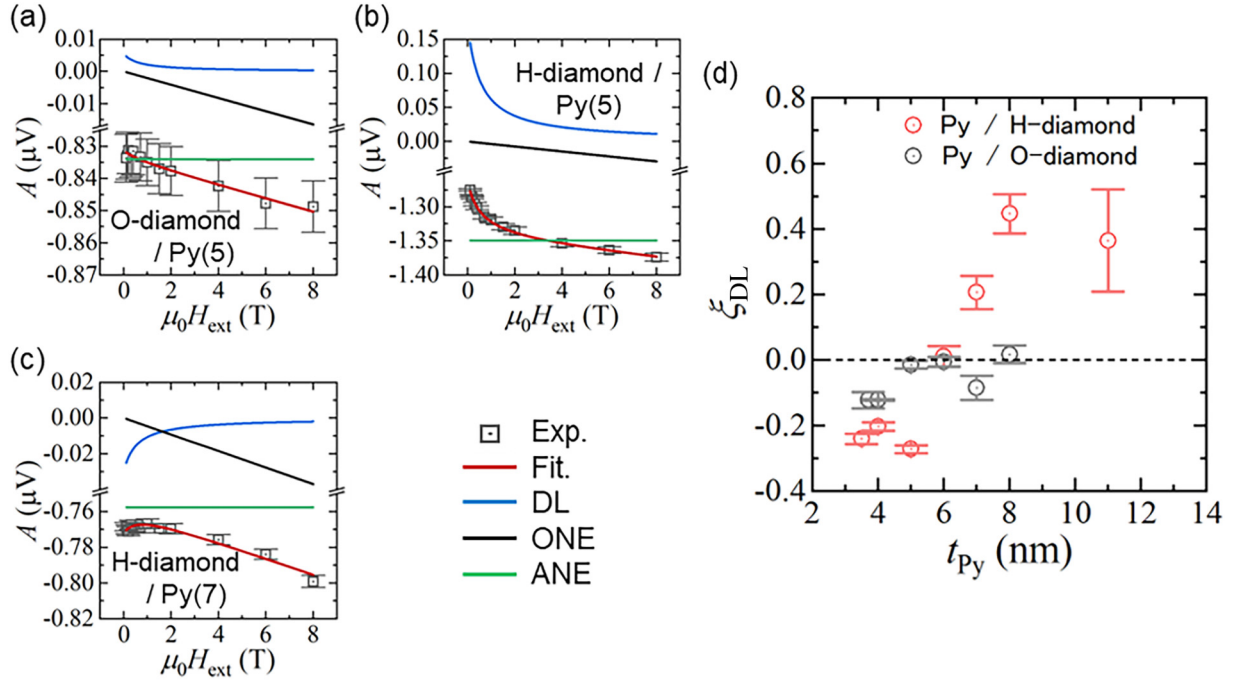 (a)
0.01
0.00
-0.01
-0.83
-0.84
-0.85
-0.86
-0.87
A (μV)
O-diamond
/ Py(5)
0 2 4 6 8
μ₀Hext (T)
(b)
0.15
0.10
0.05
0.00
-1.30
-1.35
-1.40
A (μV)
H-diamond /
Py(5)
0 2 4 6 8
μ₀Hext (T)
(c)
0.02
0.00
-0.02
-0.76
-0.78
-0.80
-0.82
A (μV)
H-diamond
/ Py(7)
0 2 4 6 8
μ₀Hext (T)
Exp.
Fit.
DL
ONE
ANE
(d)
0.8
0.6
0.4
0.2
0.0
-0.2
-0.4
ξDL
Py / H-diamond
Py / O-diamond
2 4 6 8 10 12 14
tPy (nm)